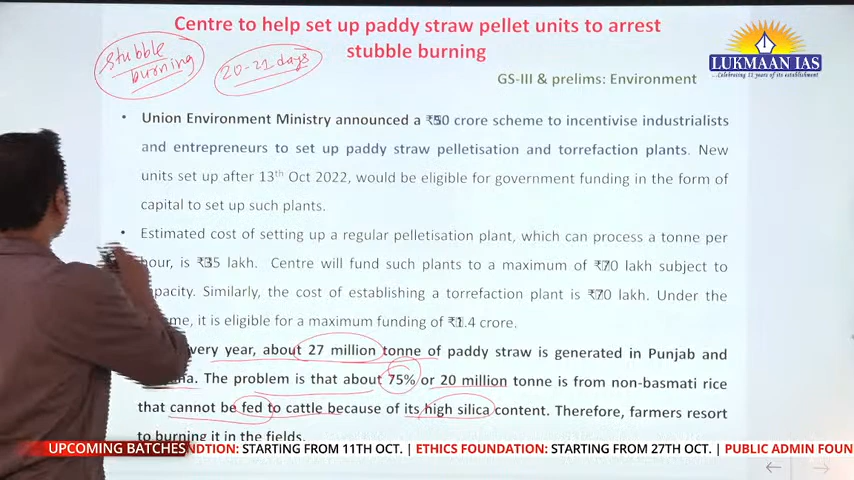 Centre to help set up paddy straw pellet units to arrest
stubble burning
Stubble
burning
20-21 days
LUKMAAN IAS
...Celebrating 11 years of its establishment
GS-III & prelims: Environment
• Union Environment Ministry announced a ₹50 crore scheme to incentivise industrialists
and entrepreneurs to set up paddy straw pelletisation and torrefaction plants. New
units set up after 13th Oct 2022, would be eligible for government funding in the form of
capital to set up such plants.
• Estimated cost of setting up a regular pelletisation plant, which can process a tonne per
hour, is ₹35 lakh. Centre will fund such plants to a maximum of ₹70 lakh subject to
capacity. Similarly, the cost of establishing a torrefaction plant is ₹70 lakh. Under the
it is eligible for a maximum funding of ₹1.4 crore.
every year, about 27 million tonne of paddy straw is generated in Punjab and
The problem is that about 75% or 20 million tonne is from non-basmati rice
that cannot be fed to cattle because of its high silica content. Therefore, farmers resort
to burning it in the fields.
UPCOMING BATCHES
NDTION: STARTING FROM 11TH OCT. | ETHICS FOUNDATION: STARTING FROM 27TH OCT. | PUBLIC ADMIN FOUN